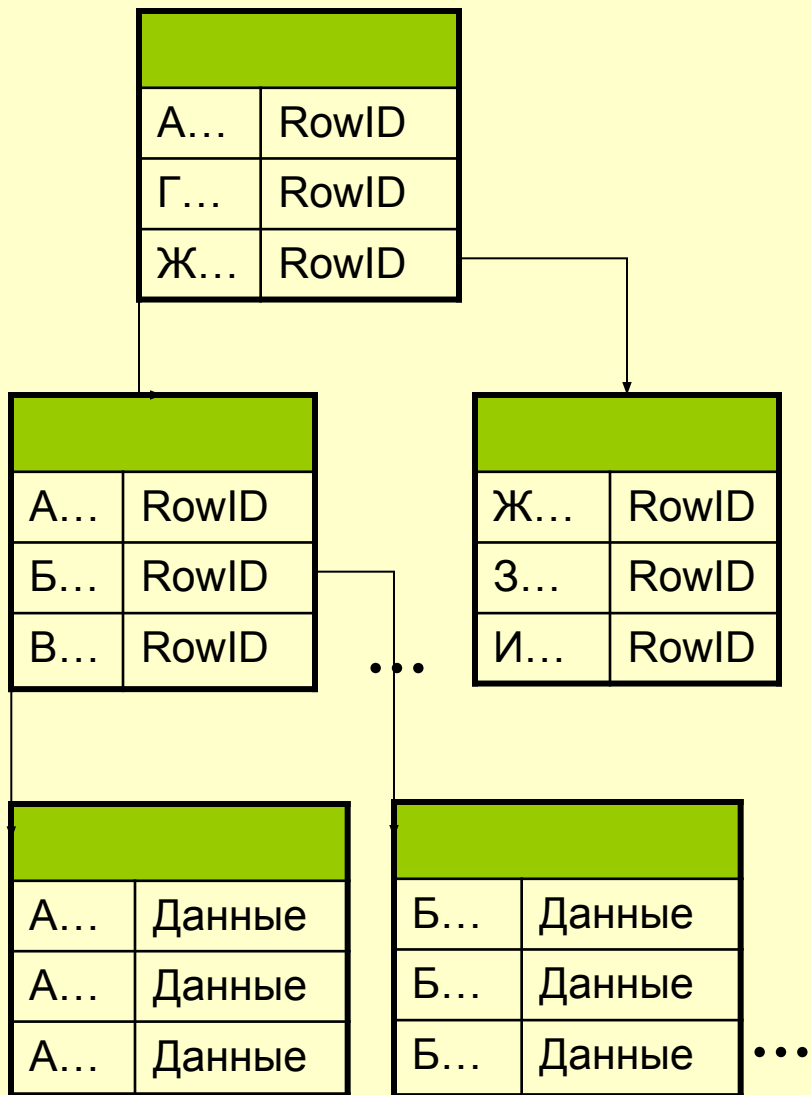 А… RowID
Г… RowID
Ж… RowID
А… RowID
Б… RowID
В… RowID
…
Ж… RowID
З… RowID
И… RowID
А… Данные
А… Данные
А… Данные
Б… Данные
Б… Данные
Б… Данные
…